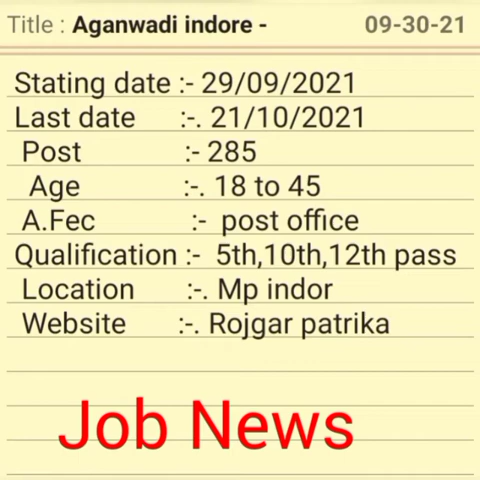 Title : Aganwadi indore - 09-30-21
Stating date :- 29/09/2021
Last date :-. 21/10/2021
Post :- 285
Age :-. 18 to 45
A.Fec :- post office
Qualification :- 5th,10th,12th pass
Location :-. Mp indor
Website :-. Rojgar patrika
Job News